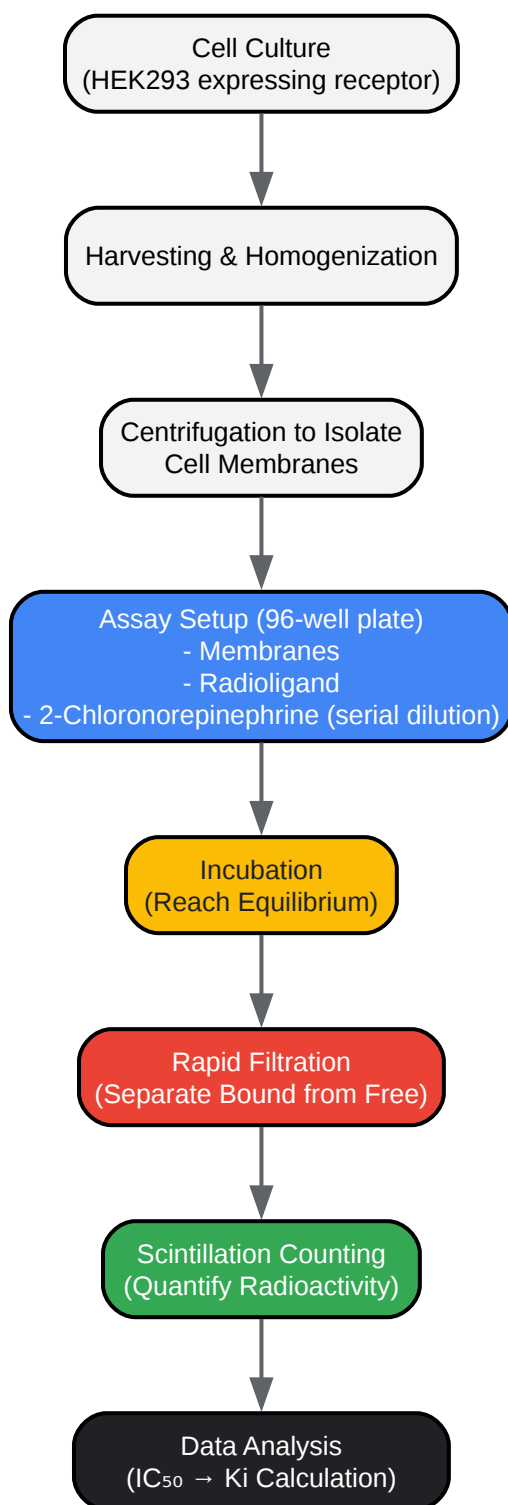 Cell Culture
(HEK293 expressing receptor)
Harvesting & Homogenization
Centrifugation to Isolate
Cell Membranes
Assay Setup (96-well plate)
- Membranes
- Radioligand
- 2-Chloronorepinephrine (serial dilution)
Incubation
(Reach Equilibrium)
Rapid Filtration
(Separate Bound from Free)
Scintillation Counting
(Quantify Radioactivity)
Data Analysis
(IC₅₀ → Ki Calculation)